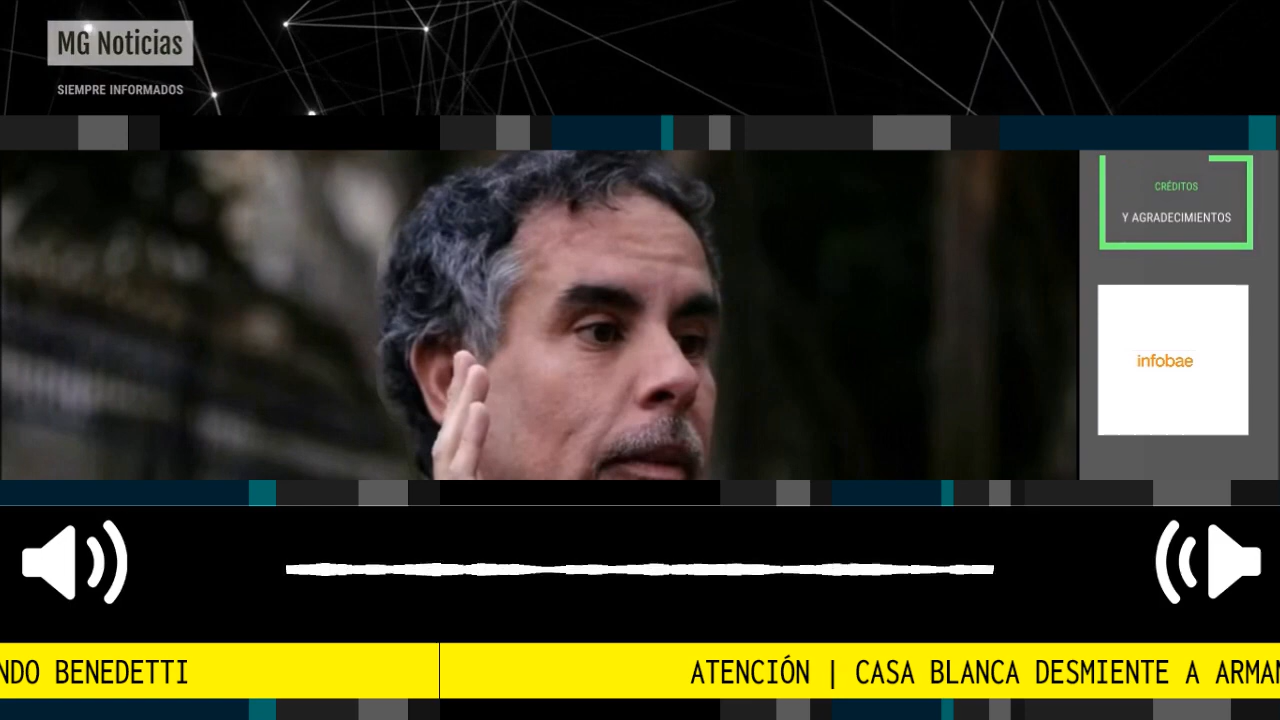 MG Noticias
SIEMPRE INFORMADOS
CRÉDITOS
Y AGRADECIMIENTOS
infobae
NDO BENEDETTI
ATENCIÓN | CASA BLANCA DESMIENTE A ARMAN